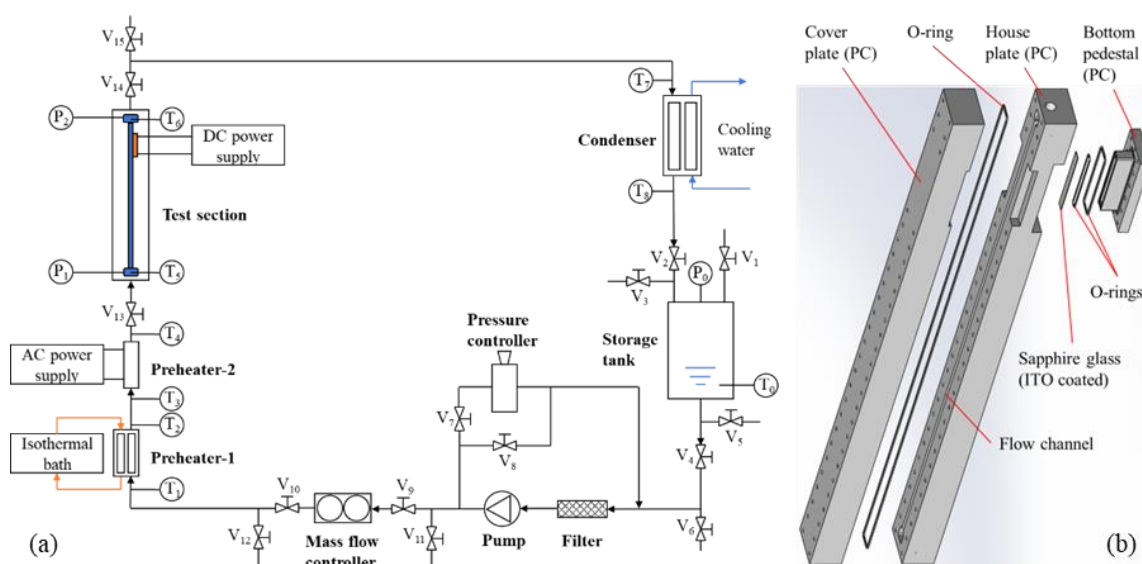 V15
V14
P2
T6
DC power
supply
Test section
P1
T5
V13
T4
AC power
supply
Preheater-2
T3
T2
Isothermal
bath
Preheater-1
T1
V10
V12
Mass flow
controller
V9
V11
Pump
Filter
V7
V8
Pressure
controller
T7
Condenser
Cooling
water
T8
V2
P0
V1
V3
Storage
tank
T0
V5
V4
V6
(a)
Cover
plate (PC)
O-ring
House
plate (PC)
Bottom
pedestal
(PC)
O-rings
Sapphire glass
(ITO coated)
Flow channel
(b)